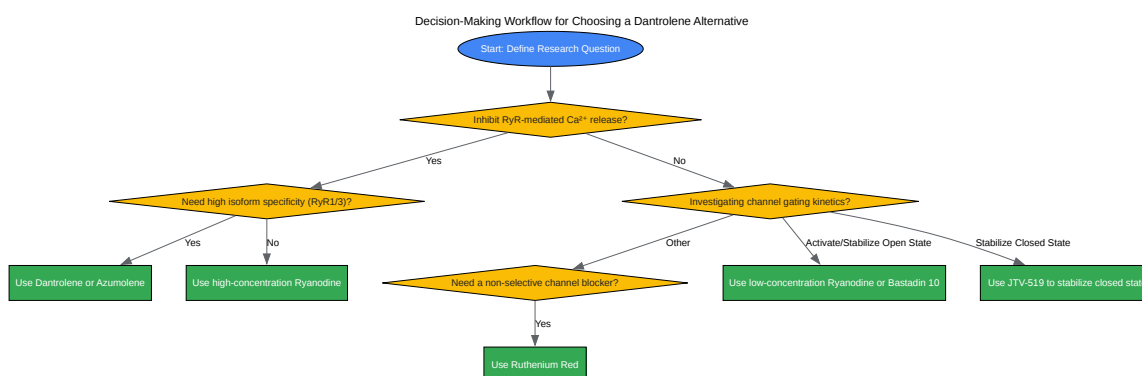 Decision-Making Workflow for Choosing a Dantrolene Alternative
Start: Define Research Question
Inhibit RyR-mediated Ca²⁺ release?
Yes
No
Need high isoform specificity (RyR1/3)?
Investigating channel gating kinetics?
Yes
No
Other
Activate/Stabilize Open State
Stabilize Closed State
Use Dantrolene or Azumolene
Use high-concentration Ryanodine
Need a non-selective channel blocker?
Use low-concentration Ryanodine or Bastadin 10
Use JTV-519 to stabilize closed state
Yes
Use Ruthenium Red